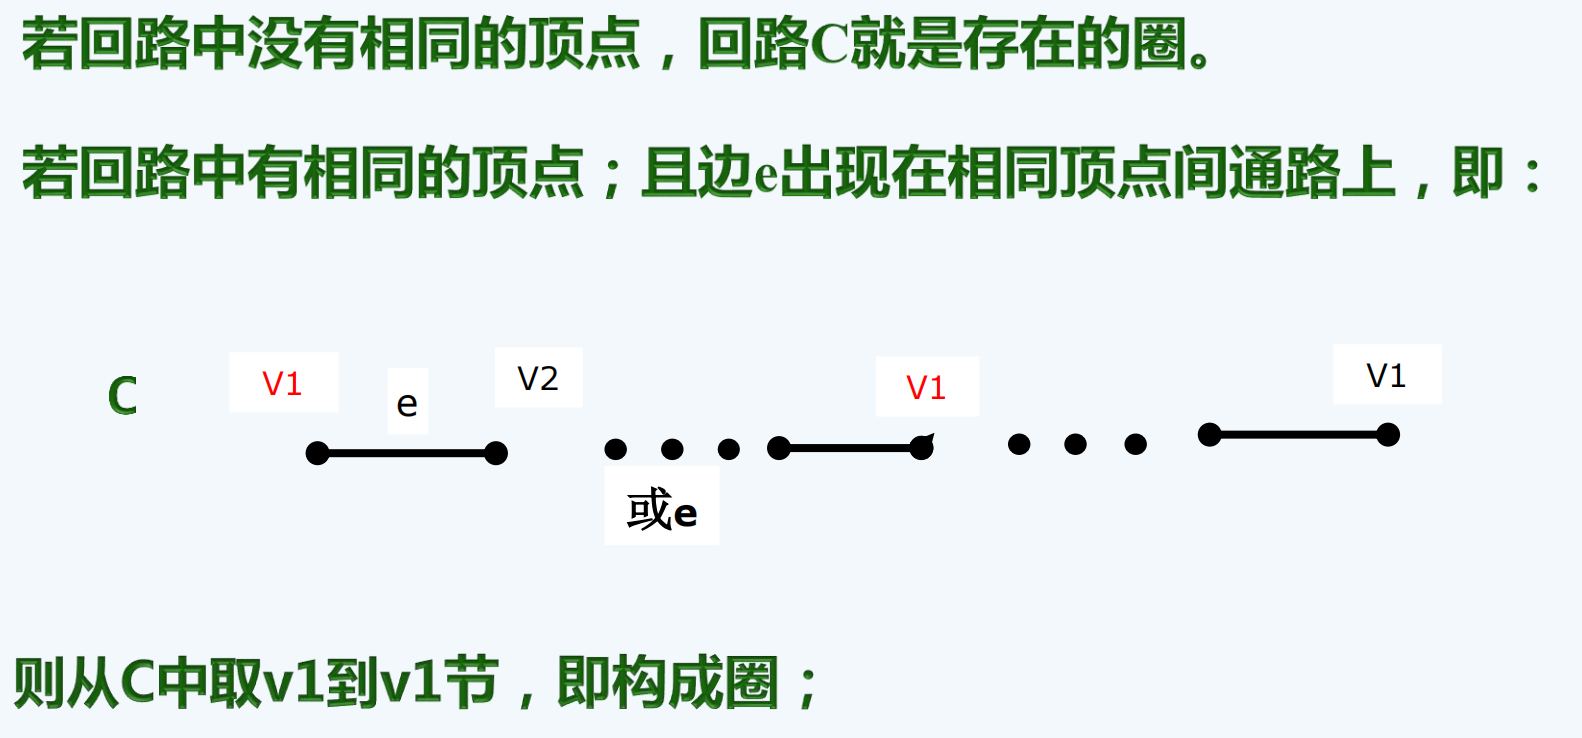 若回路中没有相同的顶点，回路C就是存在的圈。
若回路中有相同的顶点；且边e出现在相同顶点间通路上，即：
C V1 e V2 V1 V1
或e
则从C中取v1到v1节，即构成圈；